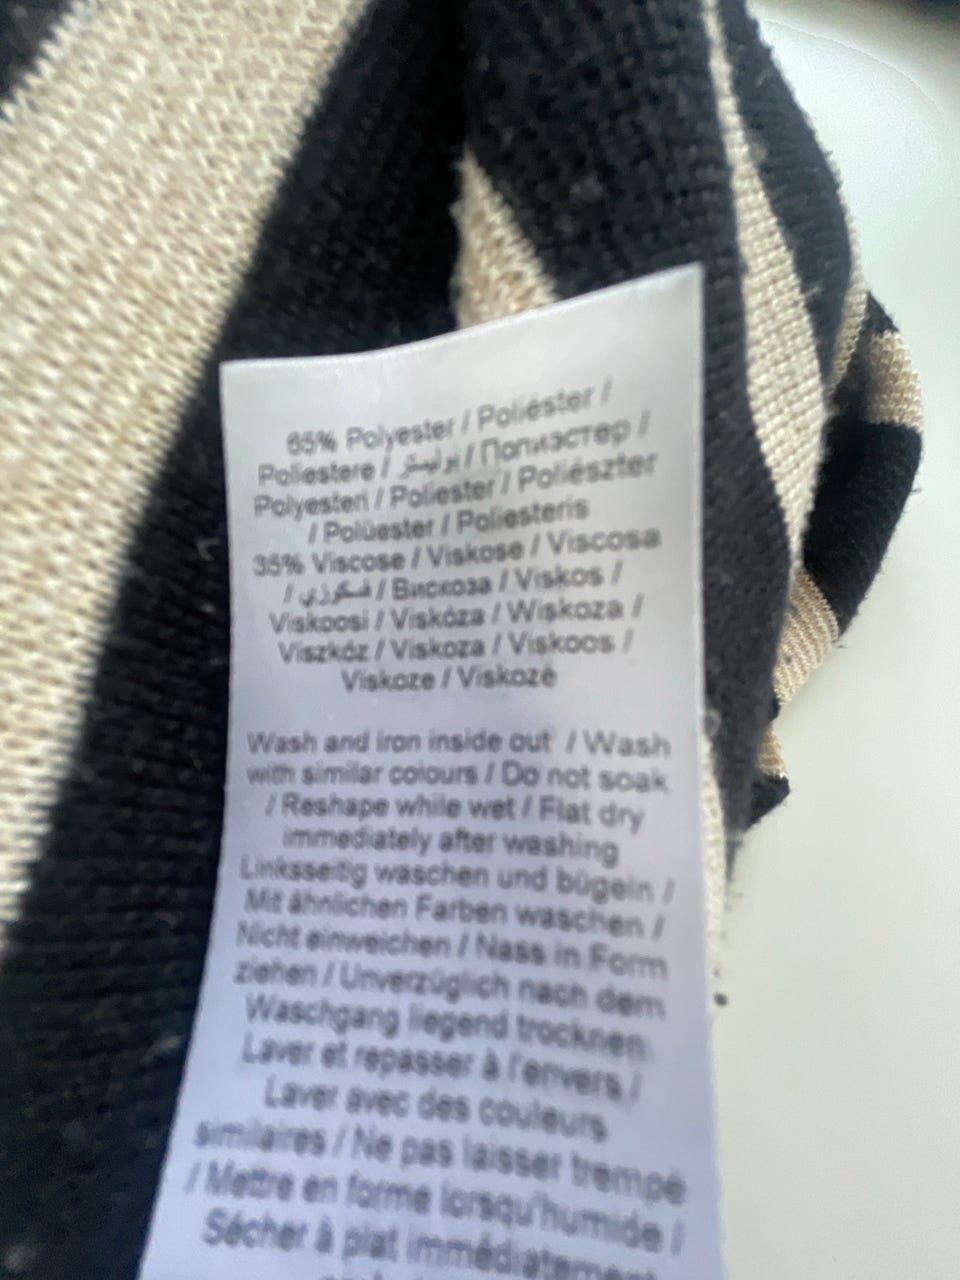 65% Polyester / Poliéster /
Poliestere / بوليستر / Полиэстер /
Polyesteri / Poliester / Poliészter
/ Polüester / Poliesteris
35% Viscose / Viskose / Viscosa
/ فسكوزي / Вискоза / Viskos /
Viskoosi / Viskóza / Wiskoza /
Viszkóz / Viskoza / Viskoos /
Viskoze / Viskozė
Wash and iron inside out / Wash
with similar colours / Do not soak
/ Reshape while wet / Flat dry
immediately after washing
Linksseitig waschen und bügeln /
Mit ähnlichen Farben waschen /
Nicht einweichen / Nass in Form
ziehen / Unverzüglich nach dem
Waschgang liegend trocknen
Laver et repasser à l'envers /
Laver avec des couleurs
similaires / Ne pas laisser trempé
/ Mettre en forme lorsqu'humide /
Sécher à plat immédiatement